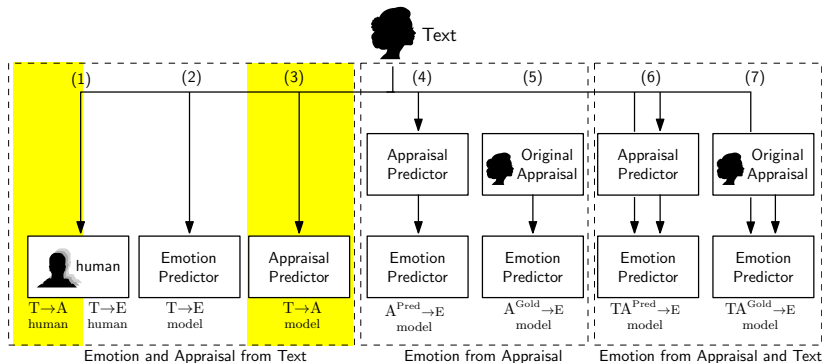 Text
(1) (2) (3) (4) (5) (6) (7)
Appraisal
Predictor
Original
Appraisal
Appraisal
Predictor
Original
Appraisal
human
Emotion
Predictor
Appraisal
Predictor
Emotion
Predictor
Emotion
Predictor
Emotion
Predictor
Emotion
Predictor
T→A T→E T→E T→A A^Pred→E A^Gold→E TA^Pred→E TA^Gold→E
human human model model model model model model
Emotion and Appraisal from Text Emotion from Appraisal Emotion from Appraisal and Text